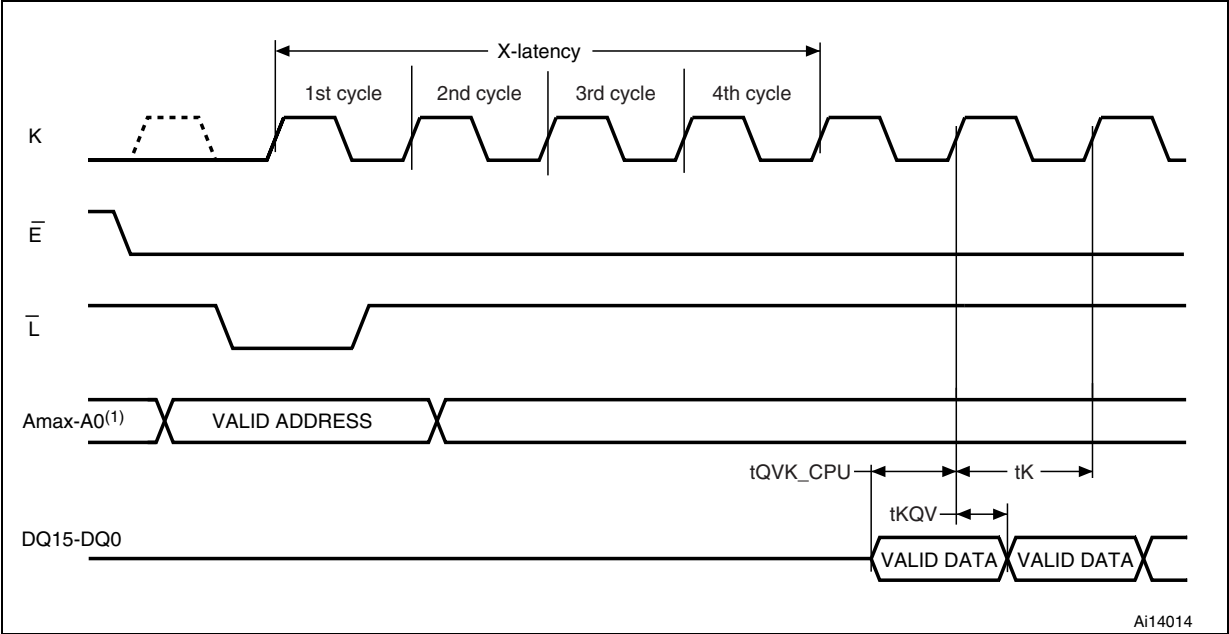 X-latency
1st cycle 2nd cycle 3rd cycle 4th cycle
K
E̅
L̅
Amax-A0(1) VALID ADDRESS
tQVK_CPU tK
tKQV
DQ15-DQ0
VALID DATA VALID DATA
Ai14014